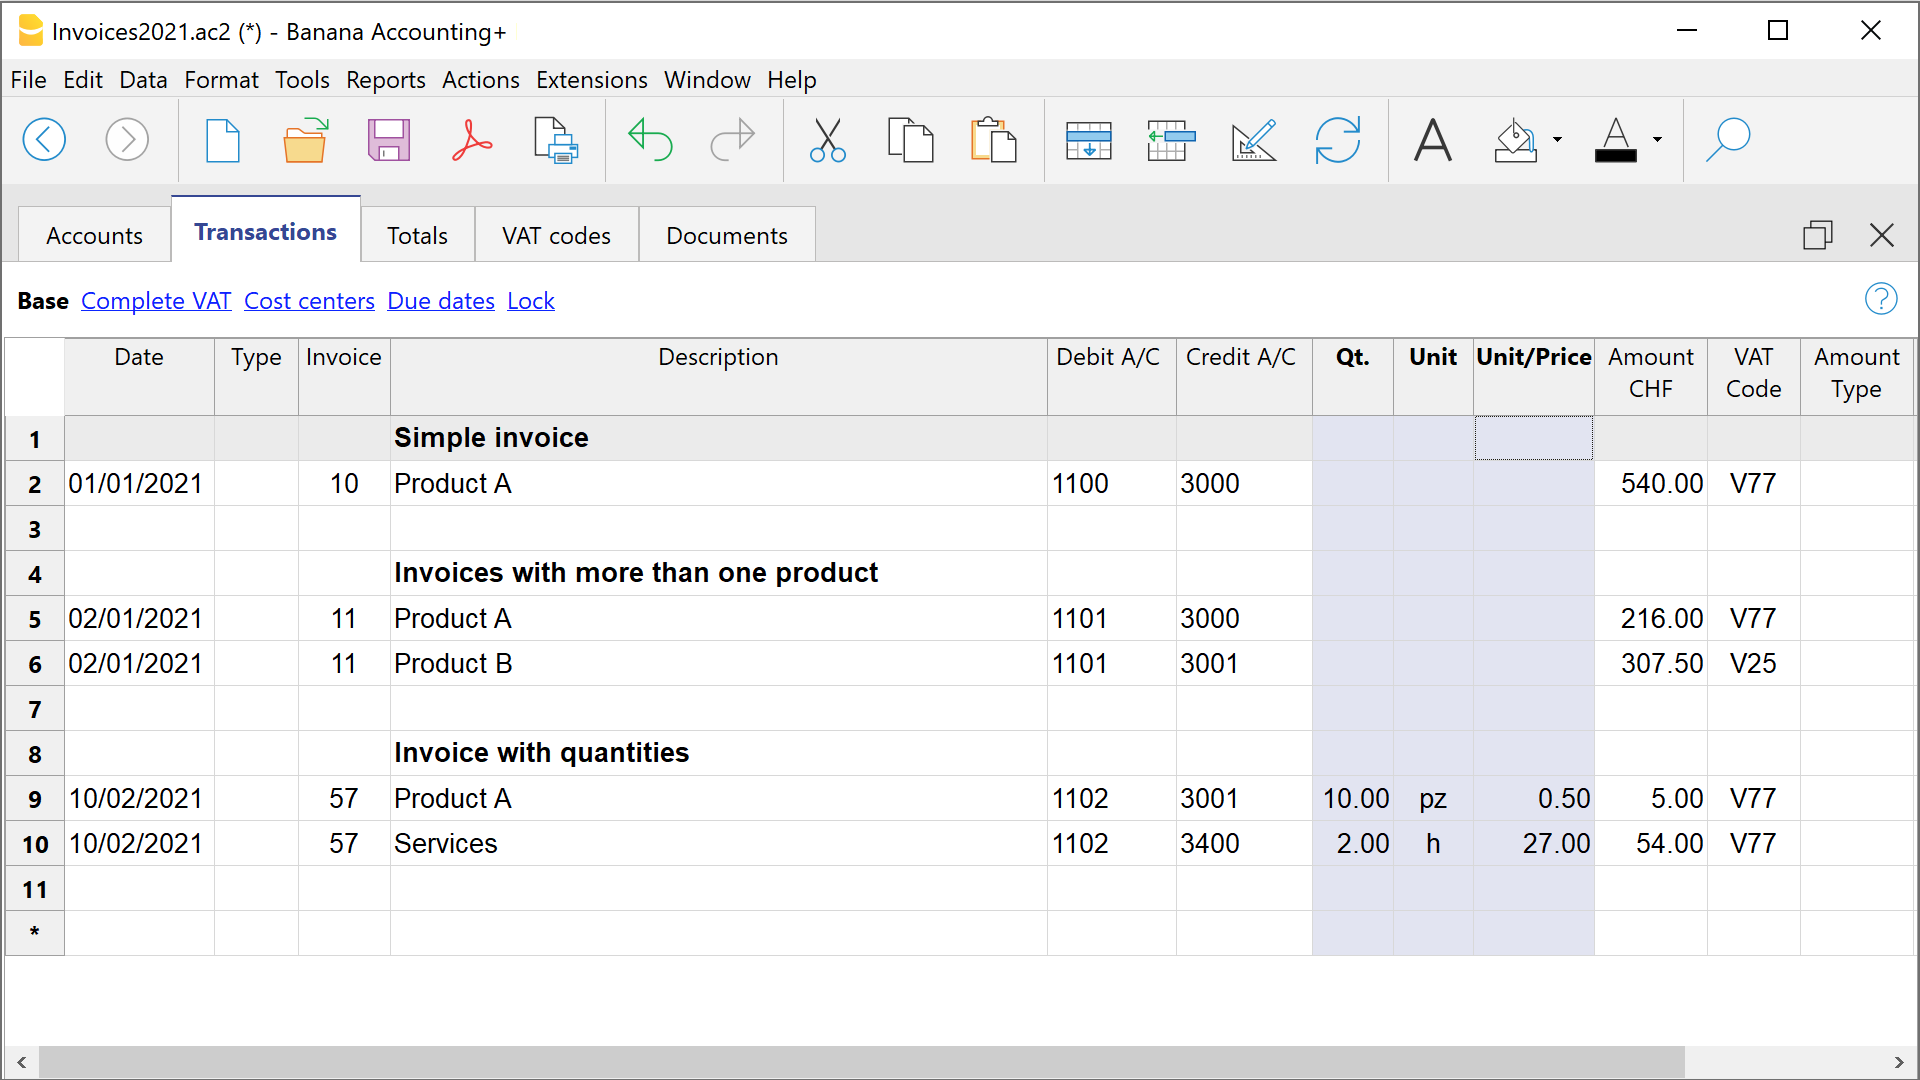 Invoices2021.ac2 (*) - Banana Accounting+
File Edit Data Format Tools Reports Actions Extensions Window Help
Accounts Transactions Totals VAT codes Documents
Base Complete VAT Cost centers Due dates Lock
Date Type Invoice Description Debit A/C Credit A/C Qt. Unit Unit/Price Amount CHF VAT Code Amount Type
1 Simple invoice
2 01/01/2021 10 Product A 1100 3000 540.00 V77
3
4 Invoices with more than one product
5 02/01/2021 11 Product A 1101 3000 216.00 V77
6 02/01/2021 11 Product B 1101 3001 307.50 V25
7
8 Invoice with quantities
9 10/02/2021 57 Product A 1102 3001 10.00 pz 0.50 5.00 V77
10 10/02/2021 57 Services 1102 3400 2.00 h 27.00 54.00 V77
11
*